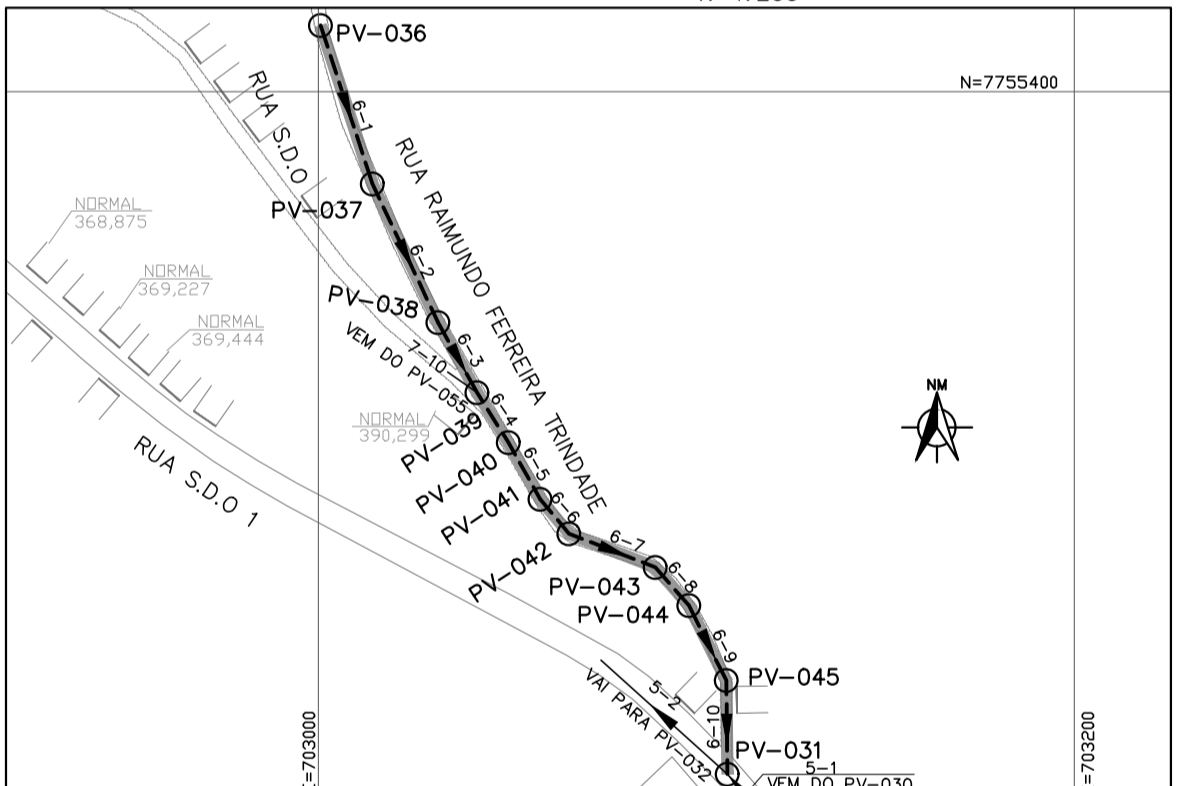 PV-036
N=7755400
RUA S.D.O
6-1
RUA RAIMUNDO FERREIRA TRINDADE
PV-037
NORMAL
368,875
6-2
NORMAL
369,227
PV-038
NORMAL
369,444
6-3
7-10
VEM DO PV-055
NM
6-4
NORMAL
390,299
PV-039
PV-040
6-5
RUA S.D.O 1
PV-041
6-6
6-7
PV-042
PV-043
6-8
PV-044
6-9
PV-045
5-2
VAI PARA PV-032
6-10
PV-031
5-1
VEM DO PV-030
=703000
=703200